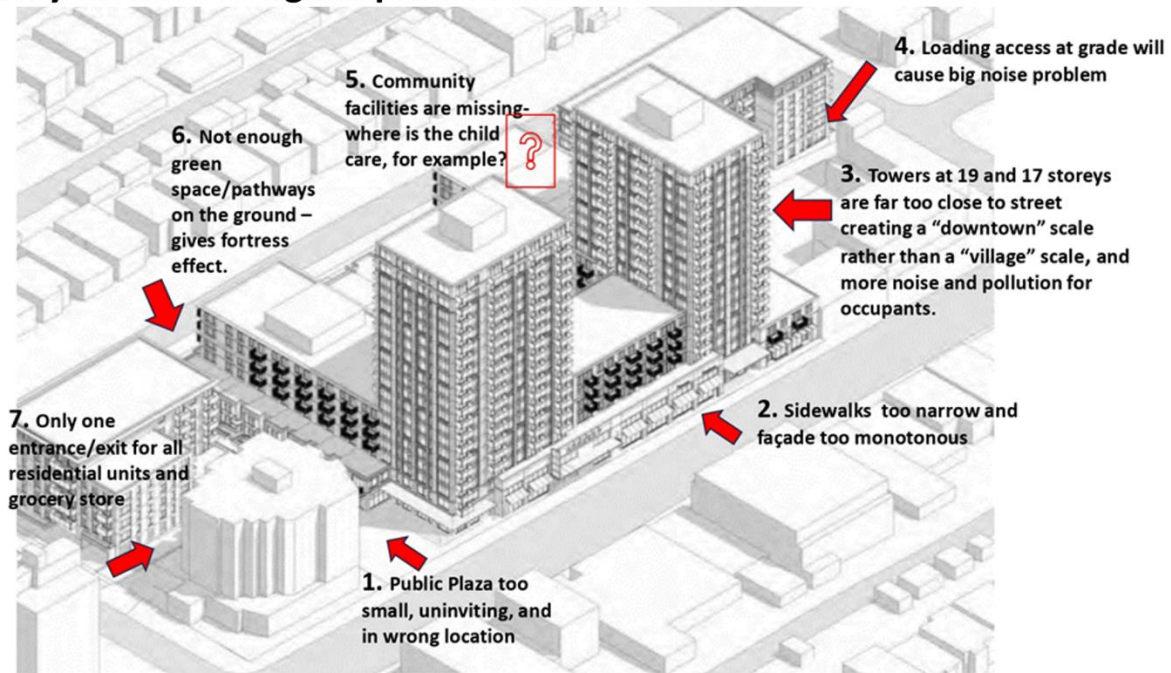 4. Loading access at grade will
cause big noise problem
5. Community
facilities are missing-
where is the child
care, for example?
?
6. Not enough
green
space/pathways
on the ground –
gives fortress
effect.
3. Towers at 19 and 17 storeys
are far too close to street
creating a “downtown” scale
rather than a “village” scale, and
more noise and pollution for
occupants.
7. Only one
entrance/exit for all
residential units and
grocery store
2. Sidewalks  too narrow and
façade too monotonous
1. Public Plaza too
small, uninviting, and
in wrong location